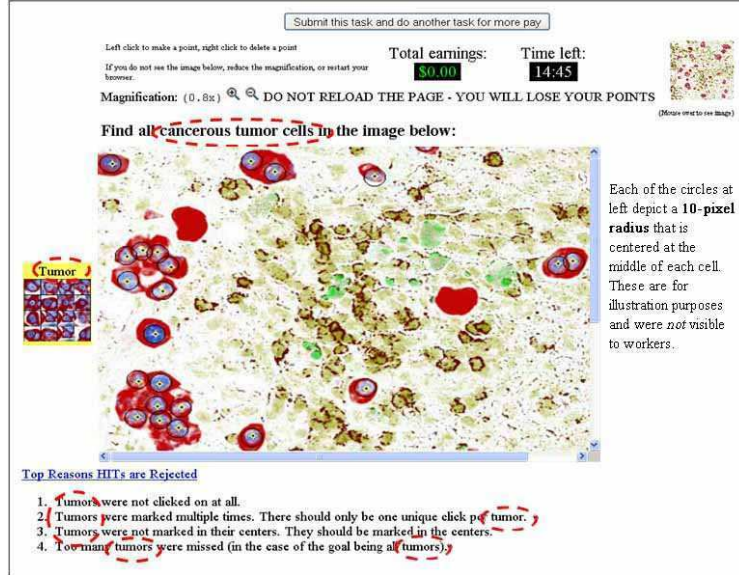 Submit this task and do another task for more pay
Left click to make a point, right click to delete a point
If you do not see the image below, reduce the magnification, or restart your
browser.
Total earnings:
$0.00
Time left:
14:45
Magnification: (0.8x) DO NOT RELOAD THE PAGE - YOU WILL LOSE YOUR POINTS
(Mouse over to see image)
Find all cancerous tumor cells in the image below:
Tumor
Each of the circles at
left depict a 10-pixel
radius that is
centered at the
middle of each cell.
These are for
illustration purposes
and were not visible
to workers.
Top Reasons HITs are Rejected
1. Tumors were not clicked on at all.
2. Tumors were marked multiple times. There should only be one unique click per tumor.
3. Tumors were not marked in their centers. They should be marked in the centers.
4. Too many tumors were missed (in the case of the goal being all tumors).